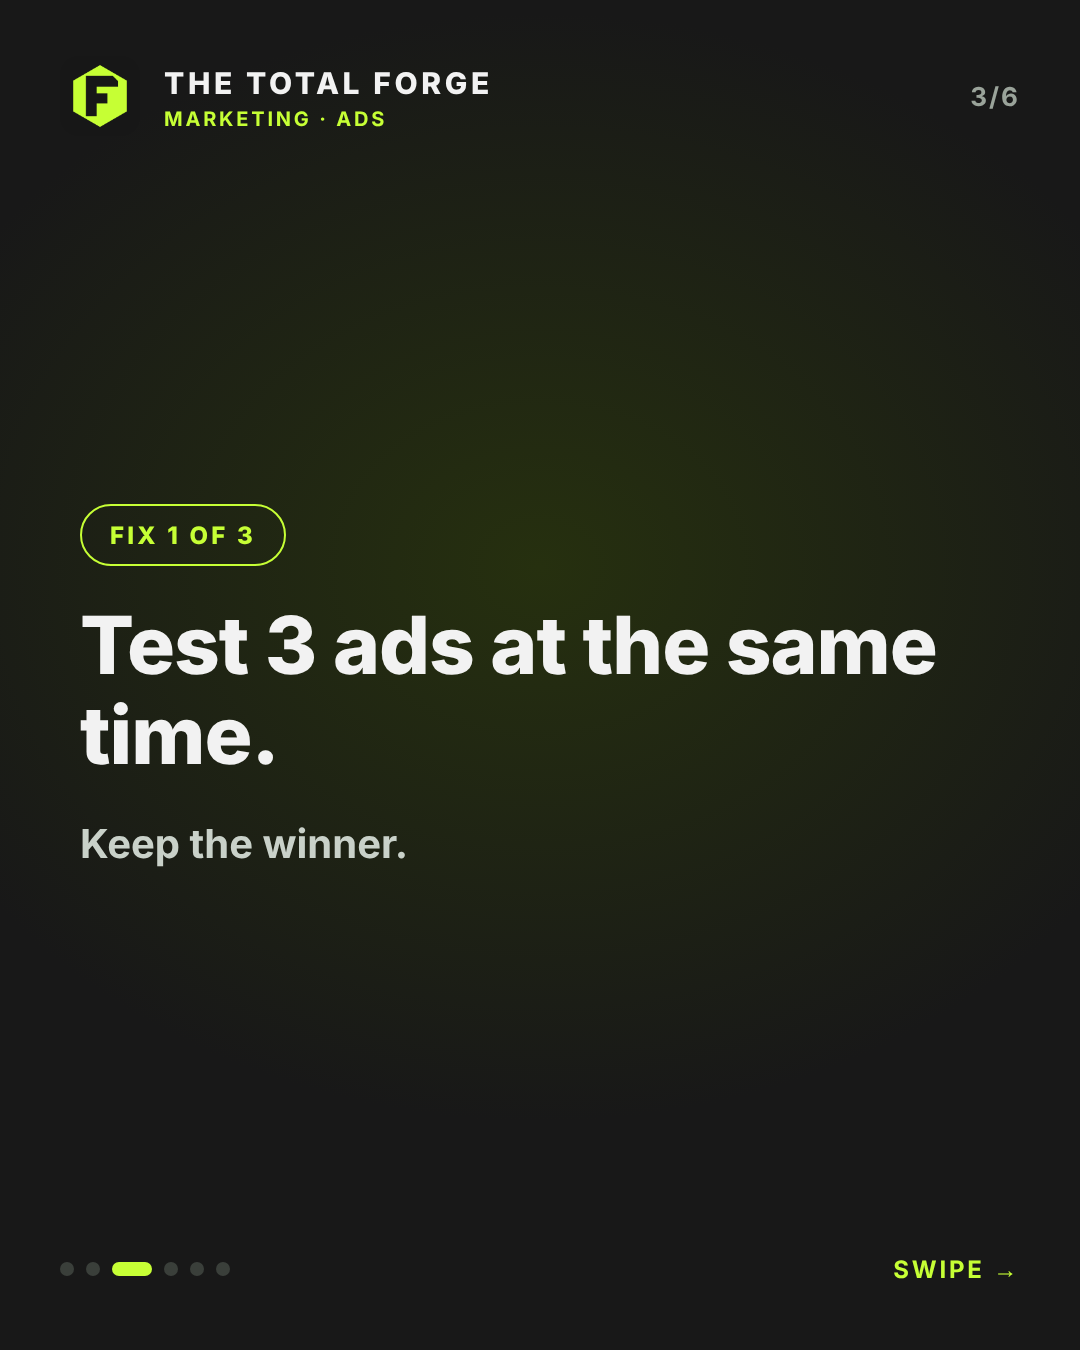 THE TOTAL FORGE
MARKETING · ADS
3/6
FIX 1 OF 3
Test 3 ads at the same
time.
Keep the winner.
SWIPE →